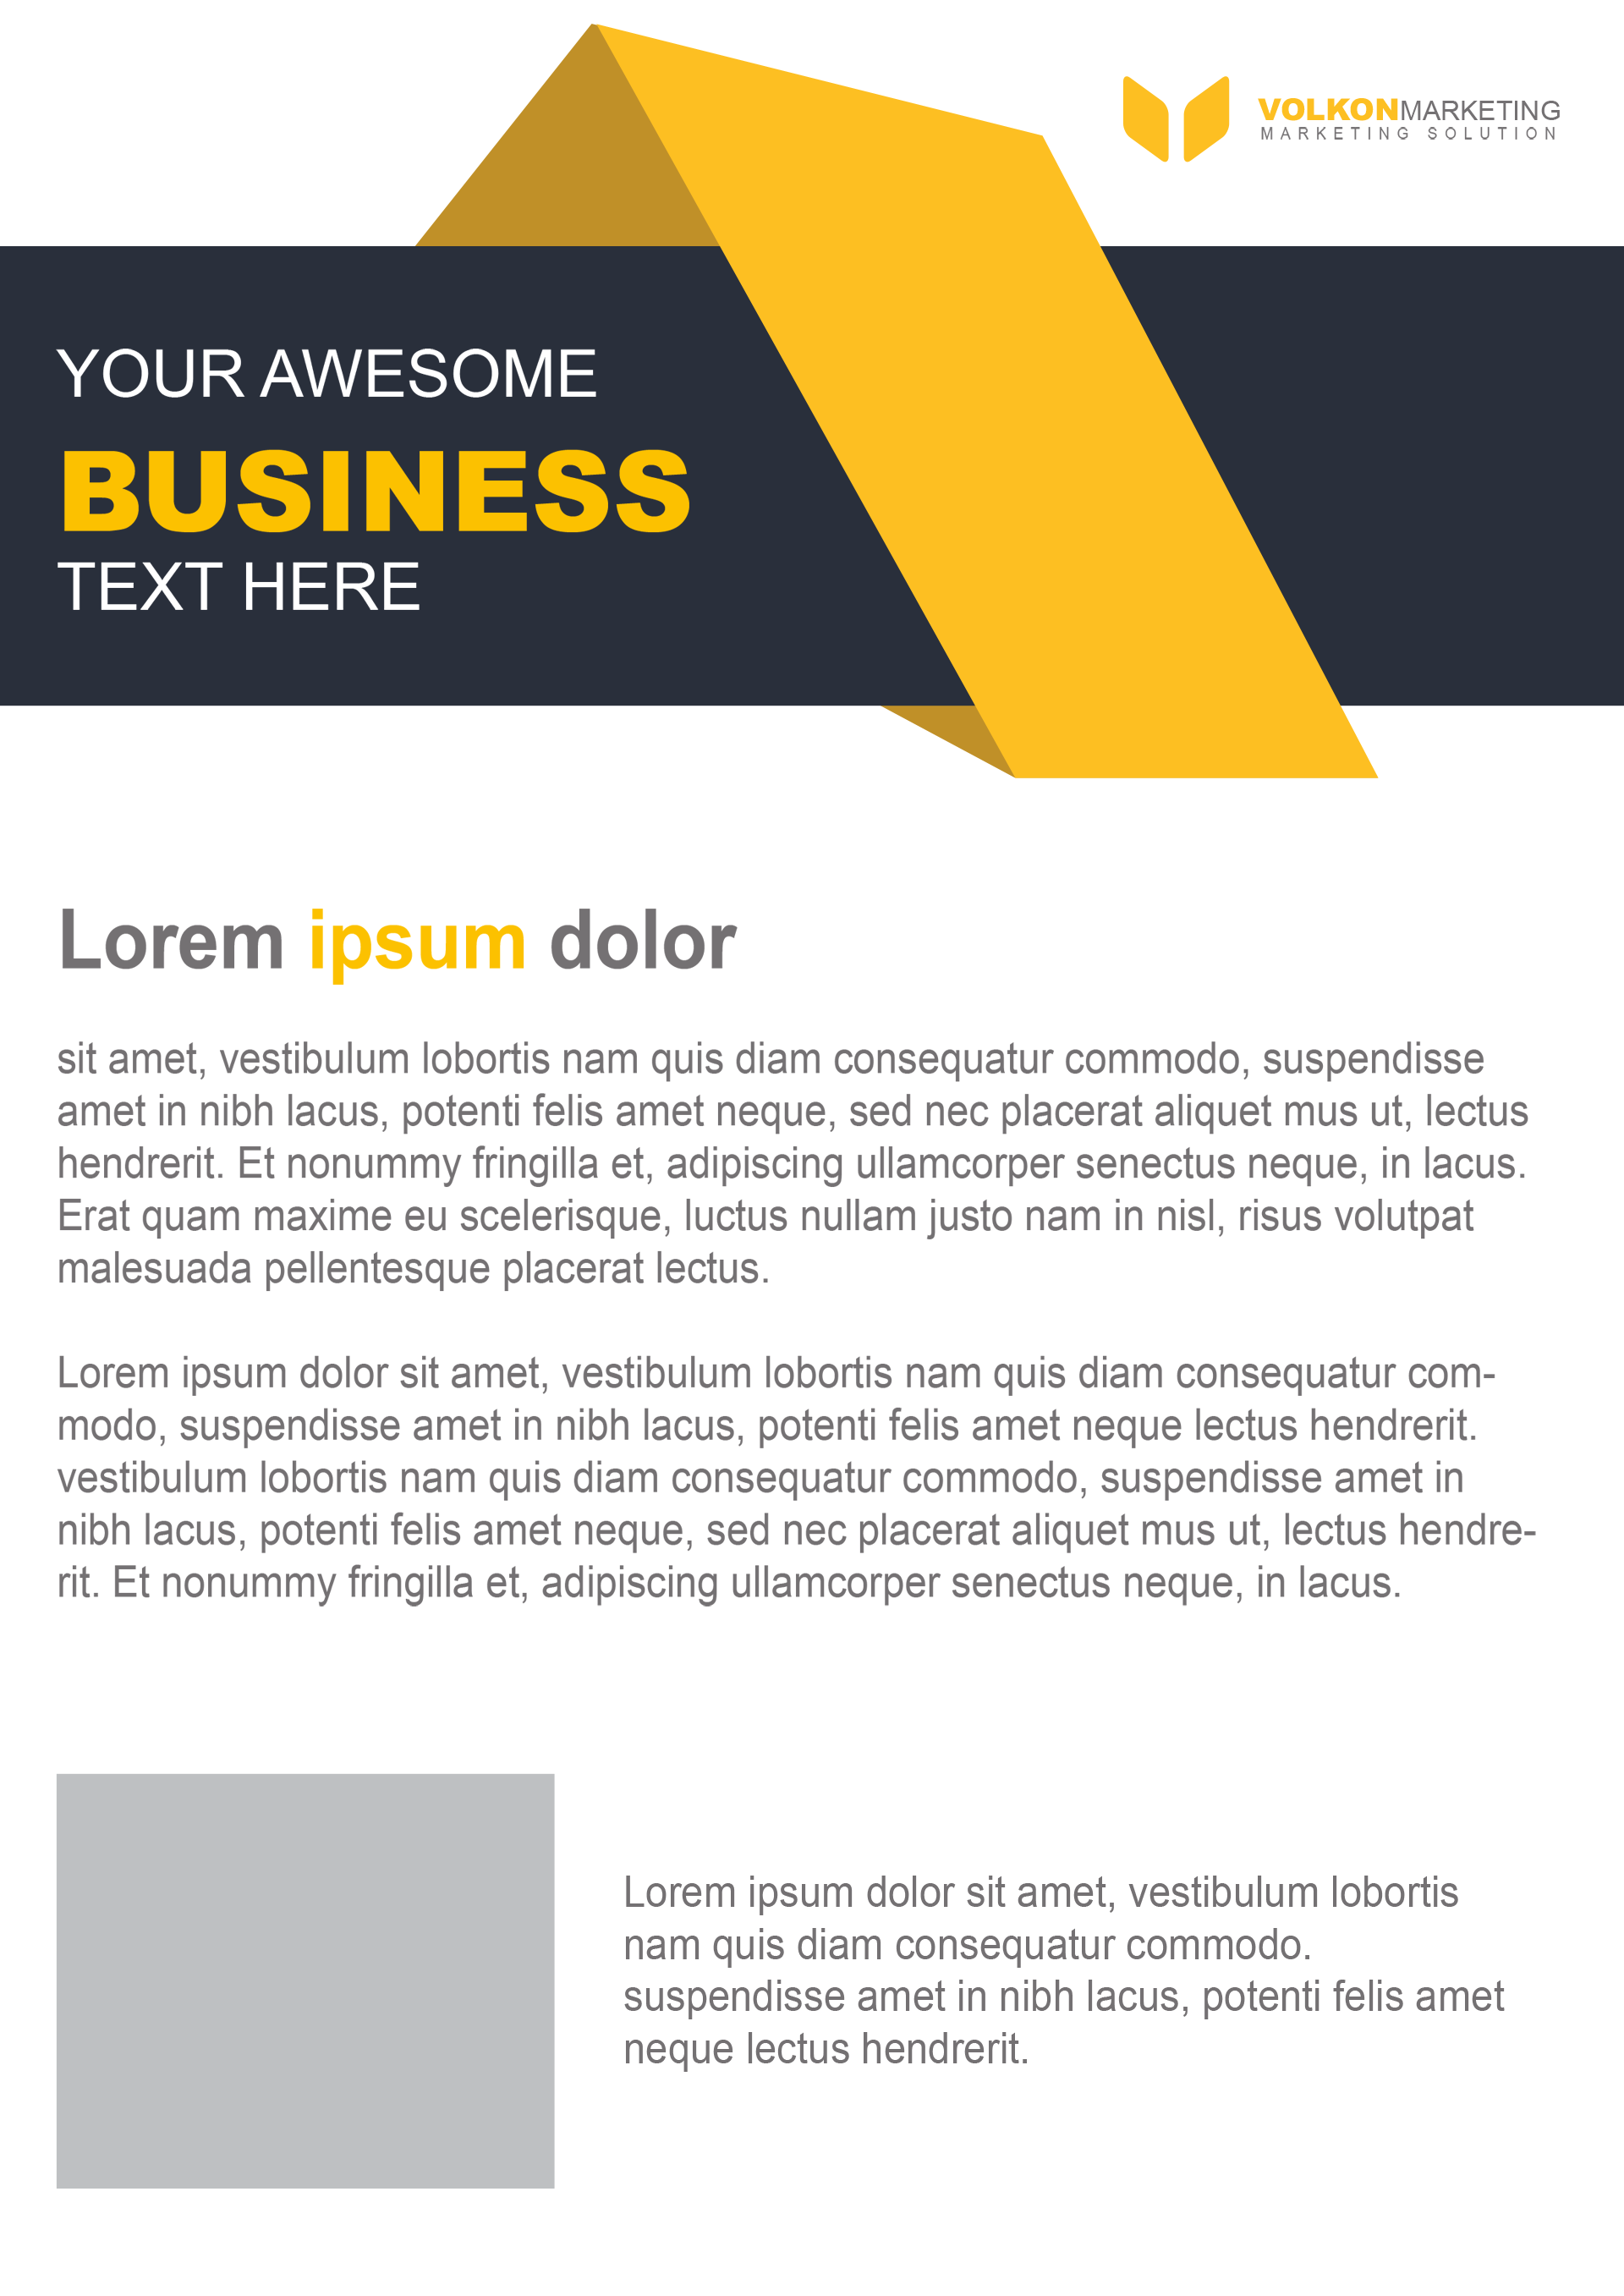 VOLKONMARKETING
MARKETING SOLUTION
YOUR AWESOME
BUSINESS
TEXT HERE
Lorem ipsum dolor
sit amet, vestibulum lobortis nam quis diam consequatur commodo, suspendisse
amet in nibh lacus, potenti felis amet neque, sed nec placerat aliquet mus ut, lectus
hendrerit. Et nonummy fringilla et, adipiscing ullamcorper senectus neque, in lacus.
Erat quam maxime eu scelerisque, luctus nullam justo nam in nisl, risus volutpat
malesuada pellentesque placerat lectus.
Lorem ipsum dolor sit amet, vestibulum lobortis nam quis diam consequatur com-
modo, suspendisse amet in nibh lacus, potenti felis amet neque lectus hendrerit.
vestibulum lobortis nam quis diam consequatur commodo, suspendisse amet in
nibh lacus, potenti felis amet neque, sed nec placerat aliquet mus ut, lectus hendre-
rit. Et nonummy fringilla et, adipiscing ullamcorper senectus neque, in lacus.
Lorem ipsum dolor sit amet, vestibulum lobortis
nam quis diam consequatur commodo.
suspendisse amet in nibh lacus, potenti felis amet
neque lectus hendrerit.